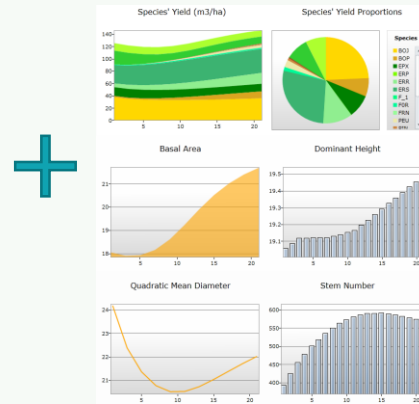 Species' Yield (m3/ha)
140
120
100
80
60
40
20
0
5 10 15 20
Species' Yield Proportions
Species
BOJ
BOP
EPX
ERP
ERR
ERS
F_1
FRN
PEU
Basal Area
21
20
19
18
5 10 15 20
Dominant Height
19.5
19.4
19.3
19.2
19.1
5 10 15 20
Quadratic Mean Diameter
24
23
22
21
5 10 15 20
Stem Number
600
550
500
450
400
5 10 15 20